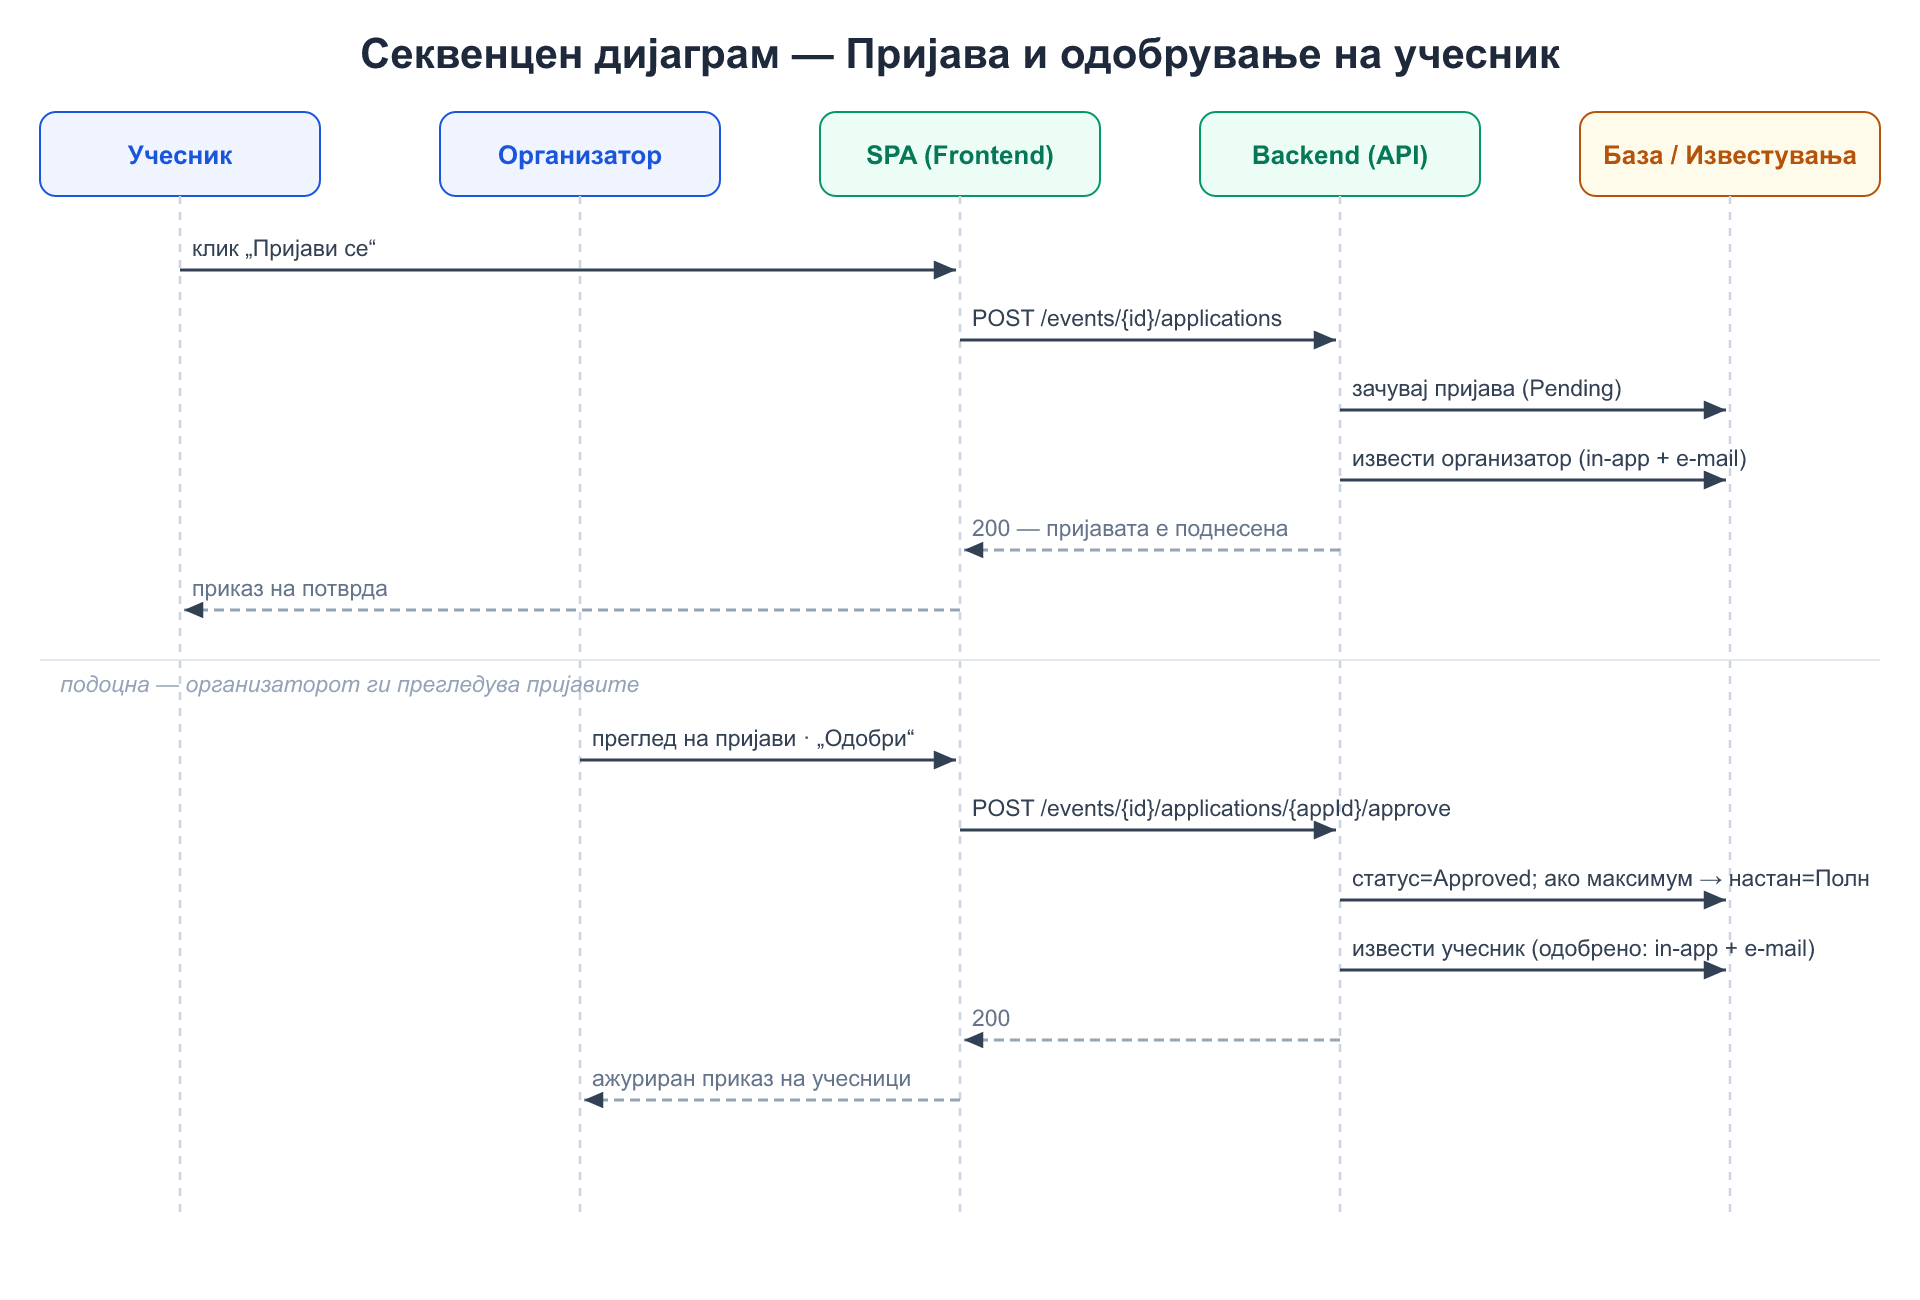 Секвенцен дијаграм — Пријава и одобрување на учесник
Учесник
Организатор
SPA (Frontend)
Backend (API)
База / Известувања
клик „Пријави се“
POST /events/{id}/applications
зачувај пријава (Pending)
извести организатор (in-app + e-mail)
200 — пријавата е поднесена
приказ на потврда
подоцна — организаторот ги прегледува пријавите
преглед на пријави · „Одобри“
POST /events/{id}/applications/{appId}/approve
статус=Approved; ако максимум → настан=Полн
извести учесник (одобрено: in-app + e-mail)
200
ажуриран приказ на учесници